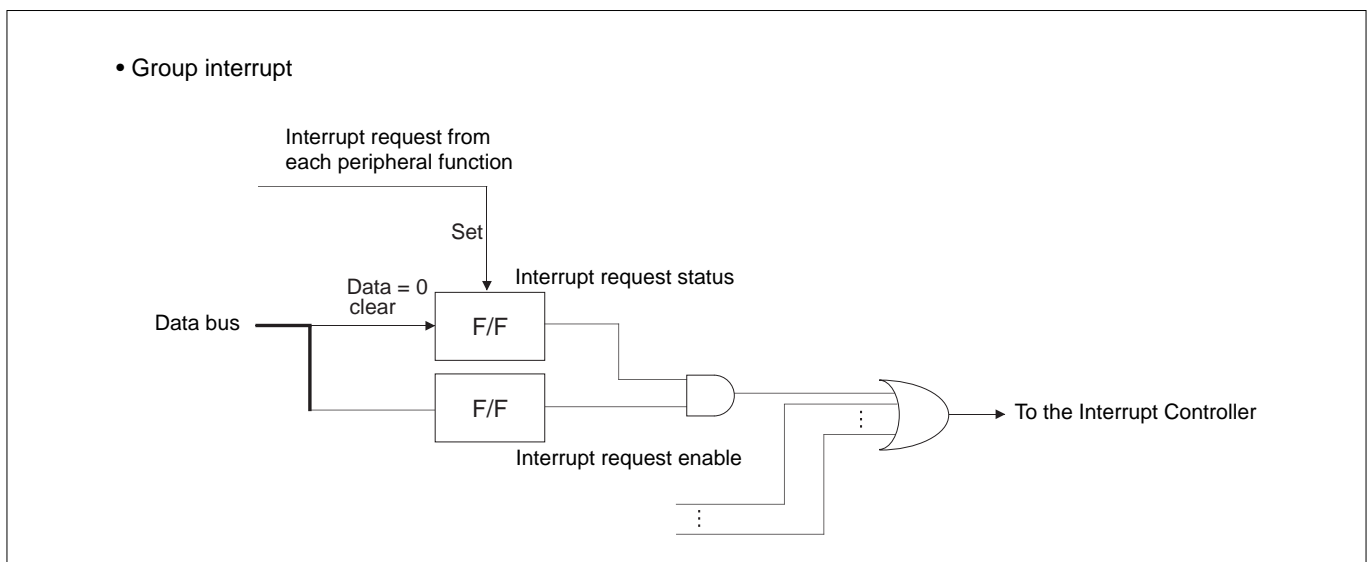 • Group interrupt
Interrupt request from
each peripheral function
Set
Data = 0
clear
Interrupt request status
Data bus
F/F
F/F
To the Interrupt Controller
Interrupt request enable